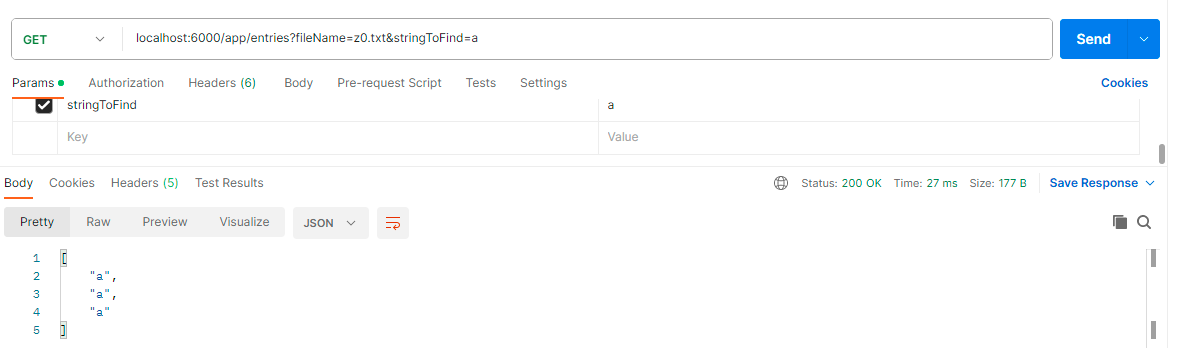 GET localhost:6000/app/entries?fileName=z0.txt&stringToFind=a Send
Params Authorization Headers (6) Body Pre-request Script Tests Settings Cookies
stringToFind a
Key Value
Body Cookies Headers (5) Test Results Status: 200 OK Time: 27 ms Size: 177 B Save Response
Pretty Raw Preview Visualize JSON
1 [
2 "a",
3 "a",
4 "a"
5 ]